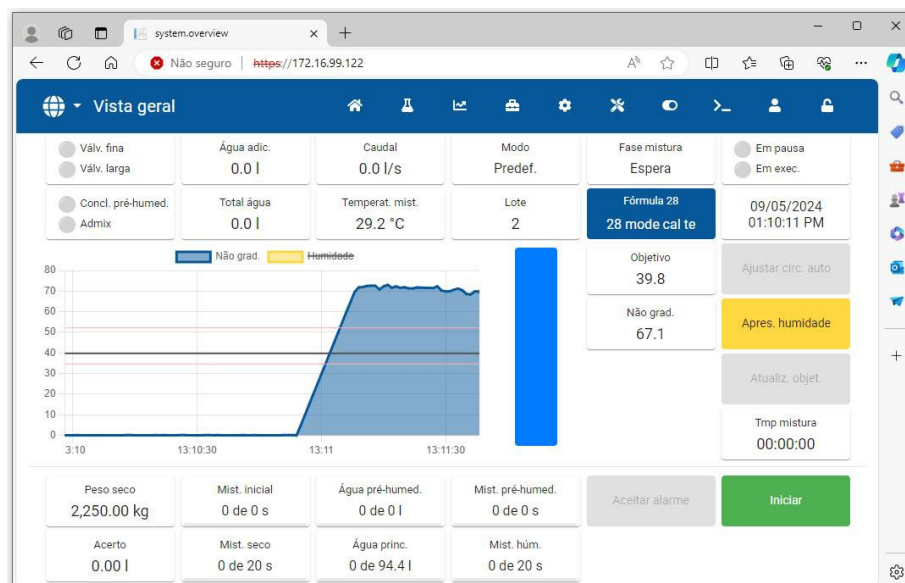 system.overview
Não seguro
https://172.16.99.122
Vista geral
Válv. fina
Válv. larga
Água adic.
0.0 l
Caudal
0.0 l/s
Modo
Predef.
Fase mistura
Espera
Em pausa
Em exec.
Concl. pré-humed.
Admix
Total água
0.0 l
Temperat. mist.
29.2 °C
Lote
2
Fórmula 28
28 mode cal te
09/05/2024
01:10:11 PM
Não grad.
Humidade
80
70
60
50
40
30
20
10
0
3:10
13:10:30
13:11
13:11:30
Objetivo
39.8
Ajustar circ. auto
Não grad.
67.1
Apres. humidade
Atualiz. objet.
Tmp mistura
00:00:00
Peso seco
2,250.00 kg
Mist. inicial
0 de 0 s
Água pré-humed.
0 de 0 l
Mist. pré-humed.
0 de 0 s
Aceitar alarme
Iniciar
Acerto
0.00 l
Mist. seco
0 de 20 s
Água princ.
0 de 94.4 l
Mist. húm.
0 de 20 s